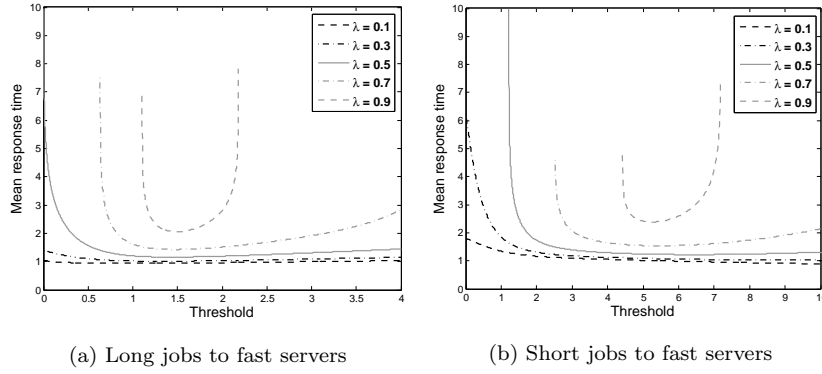 10
9
8
7
6
5
4
3
2
1
0
Mean response time
0 0.5 1 1.5 2 2.5 3 3.5 4
Threshold
λ = 0.1
λ = 0.3
λ = 0.5
λ = 0.7
λ = 0.9
(a) Long jobs to fast servers
10
9
8
7
6
5
4
3
2
1
0
Mean response time
0 1 2 3 4 5 6 7 8 9 10
Threshold
λ = 0.1
λ = 0.3
λ = 0.5
λ = 0.7
λ = 0.9
(b) Short jobs to fast servers